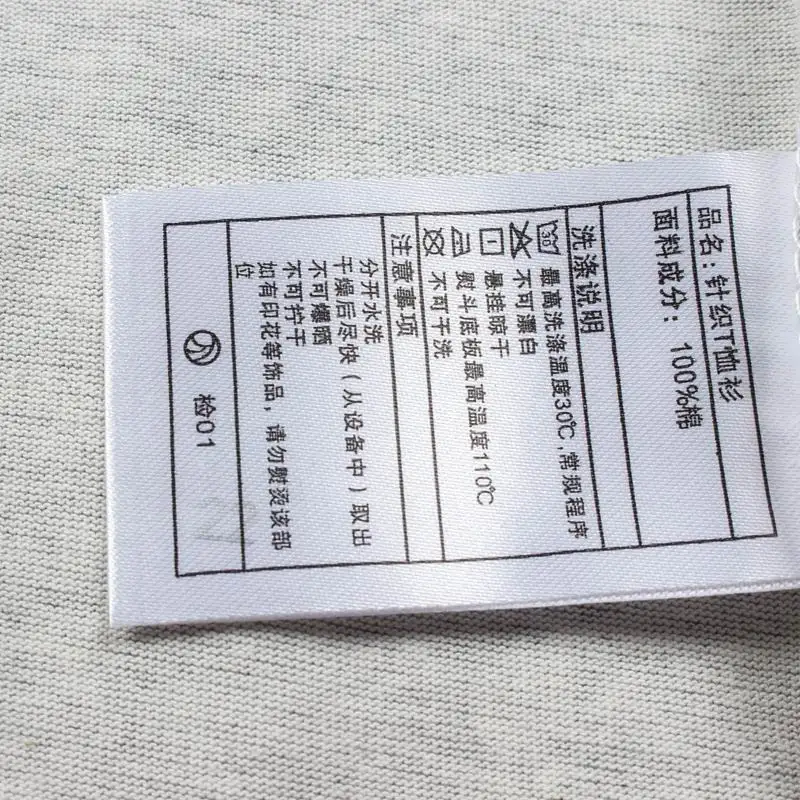 品名:针织T恤衫
面料成分:100%棉
洗涤说明
30 最高洗涤温度30℃,常规程序
不可漂白
悬挂晾干
熨斗底板最高温度110℃
不可干洗
注意事项
分开水洗
干燥后尽快(从设备中)取出
不可爆晒
不可拧干
如有印花等饰品,请勿熨烫该部
位
检01